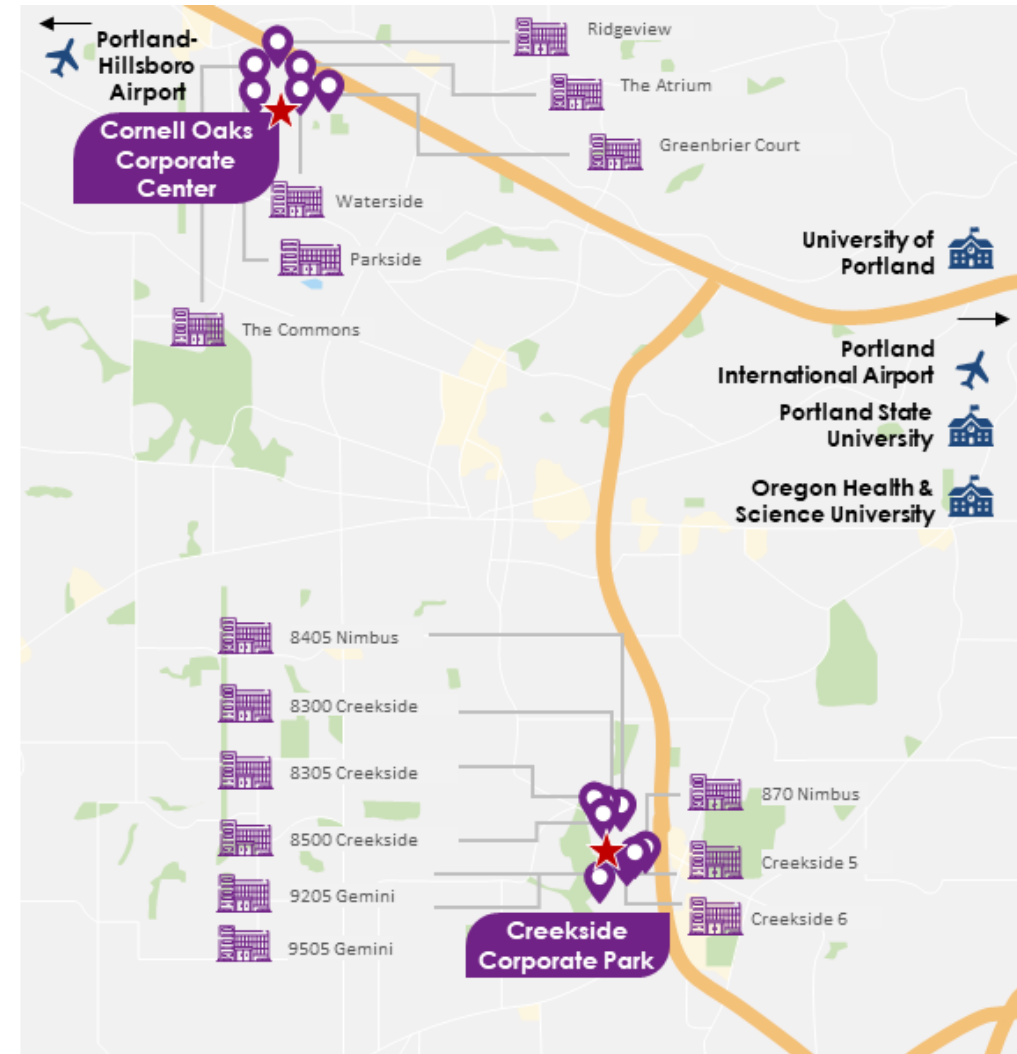 Portland-
Hillsboro
Airport
Ridgeview
The Atrium
Greenbrier Court
Cornell Oaks
Corporate
Center
Waterside
Parkside
The Commons
University of
Portland
Portland
International Airport
Portland State
University
Oregon Health &
Science University
8405 Nimbus
8300 Creekside
8305 Creekside
8500 Creekside
9205 Gemini
9505 Gemini
870 Nimbus
Creekside 5
Creekside 6
Creekside
Corporate Park